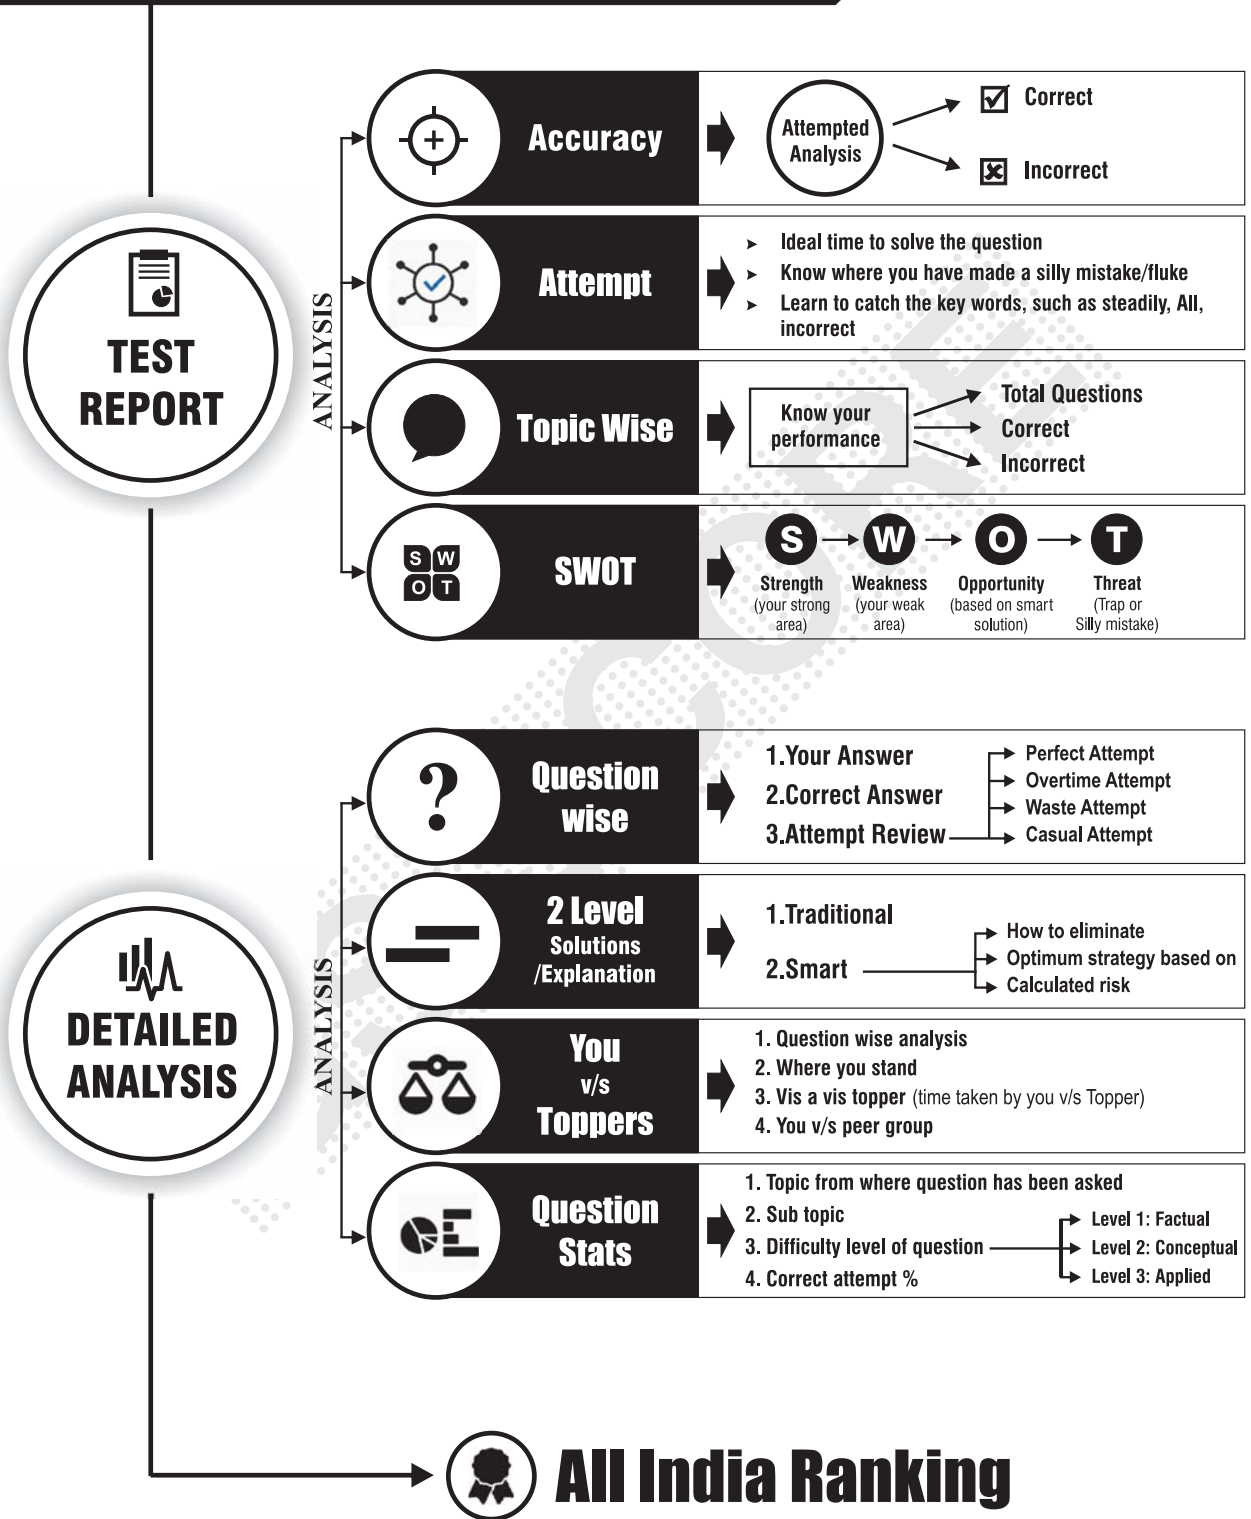 TEST
REPORT
ANALYSIS
Accuracy
Attempted
Analysis
Correct
Incorrect
Attempt
➤ Ideal time to solve the question
➤ Know where you have made a silly mistake/fluke
➤ Learn to catch the key words, such as steadily, All,
incorrect
Topic Wise
Know your
performance
Total Questions
Correct
Incorrect
S W
O T
SWOT
S W O T
Strength Weakness Opportunity Threat
(your strong (your weak (based on smart (Trap or
area) area) solution) Silly mistake)
DETAILED
ANALYSIS
ANALYSIS
?
Question
wise
1.Your Answer
2.Correct Answer
3.Attempt Review
Perfect Attempt
Overtime Attempt
Waste Attempt
Casual Attempt
2 Level
Solutions
/Explanation
1.Traditional
2.Smart
How to eliminate
Optimum strategy based on
Calculated risk
You
v/s
Toppers
1. Question wise analysis
2. Where you stand
3. Vis a vis topper (time taken by you v/s Topper)
4. You v/s peer group
Question
Stats
1. Topic from where question has been asked
2. Sub topic
3. Difficulty level of question
4. Correct attempt %
Level 1: Factual
Level 2: Conceptual
Level 3: Applied
All India Ranking